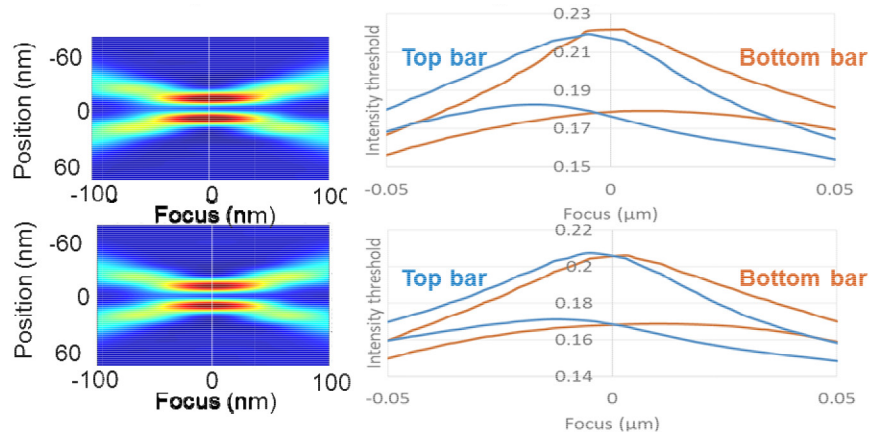 Position (nm)
-60
0
60
-100
0
100
Focus (nm)
Intensity threshold
0.23
0.21
0.19
0.17
0.15
Top bar
Bottom bar
-0.05
0
0.05
Focus (µm)
Position (nm)
-60
0
60
-100
0
100
Focus (nm)
Intensity threshold
0.22
0.2
0.18
0.16
0.14
Top bar
Bottom bar
-0.05
0
0.05
Focus (µm)